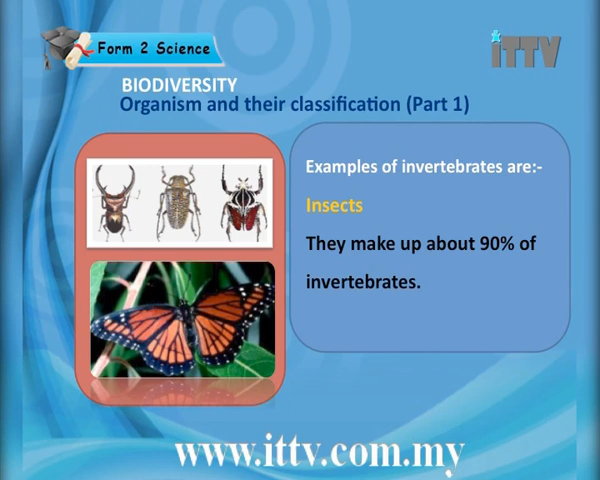 Form 2 Science
iTTV
BIODIVERSITY
Organism and their classification (Part 1)
Examples of invertebrates are:-
Insects
They make up about 90% of
invertebrates.
www.ittv.com.my